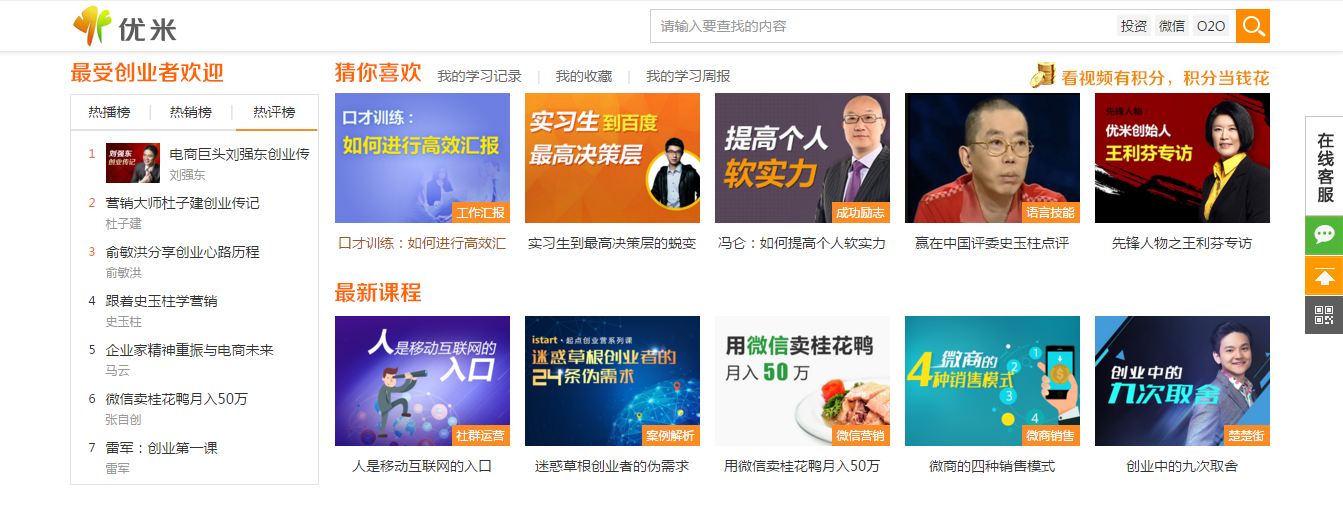 优米
请输入要查找的内容
投资 微信 O2O
最受创业者欢迎
热播榜 热销榜 热评榜
1
刘强东
创业传记
电商巨头刘强东创业传
刘强东
2 营销大师杜子建创业传记
杜子建
3 俞敏洪分享创业心路历程
俞敏洪
4 跟着史玉柱学营销
史玉柱
5 企业家精神重振与电商未来
马云
6 微信卖桂花鸭月入50万
张自创
7 雷军：创业第一课
雷军
猜你喜欢 我的学习记录 我的收藏 我的学习周报
看视频有积分，积分当钱花
口才训练：
如何进行高效汇报
工作汇报
口才训练：如何进行高效汇
实习生到百度
最高决策层
实习生到最高决策层的蜕变
提高个人
软实力
成功励志
冯仑：如何提高个人软实力
语言技能
赢在中国评委史玉柱点评
先锋人物：
优米创始人
王利芬专访
先锋人物之王利芬专访
最新课程
人是移动互联网的
入口
社群运营
人是移动互联网的入口
istart·起点创业营系列课
迷惑草根创业者的
24条伪需求
案例解析
迷惑草根创业者的伪需求
用微信卖桂花鸭
月入 50 万
微信营销
用微信卖桂花鸭月入50万
微商的
4种销售模式
1
2
3
4
微商销售
微商的四种销售模式
创业中的
九次取舍
楚楚街
创业中的九次取舍
在线客服